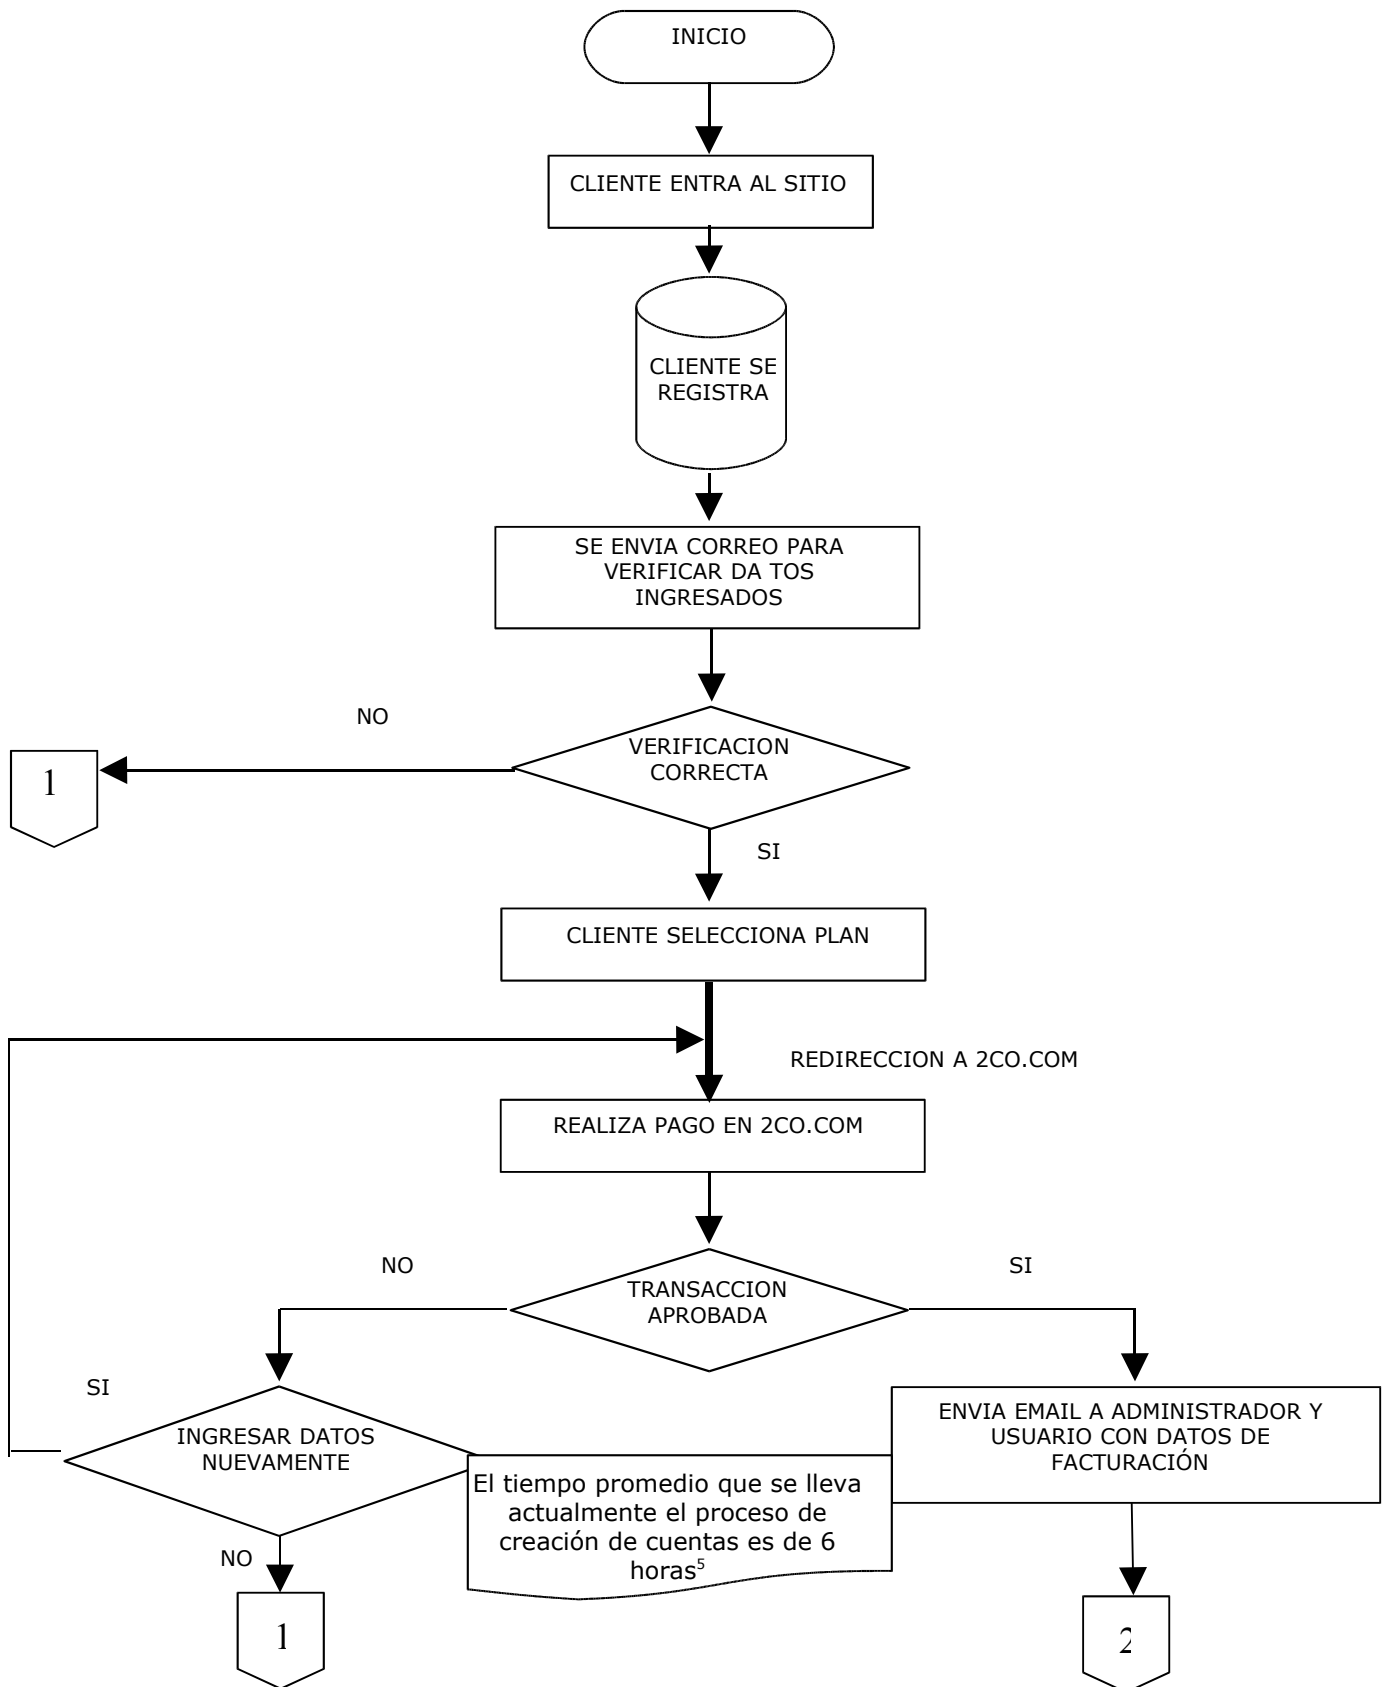 INICIO
CLIENTE ENTRA AL SITIO
CLIENTE SE
REGISTRA
SE ENVIA CORREO PARA
VERIFICAR DA TOS
INGRESADOS
NO
VERIFICACION
CORRECTA
1
SI
CLIENTE SELECCIONA PLAN
REDIRECCION A 2CO.COM
REALIZA PAGO EN 2CO.COM
NO
SI
TRANSACCION
APROBADA
SI
INGRESAR DATOS
NUEVAMENTE
ENVIA EMAIL A ADMINISTRADOR Y
USUARIO CON DATOS DE
FACTURACIÓN
El tiempo promedio que se lleva
actualmente el proceso de
creación de cuentas es de 6
horas⁵
NO
1
2